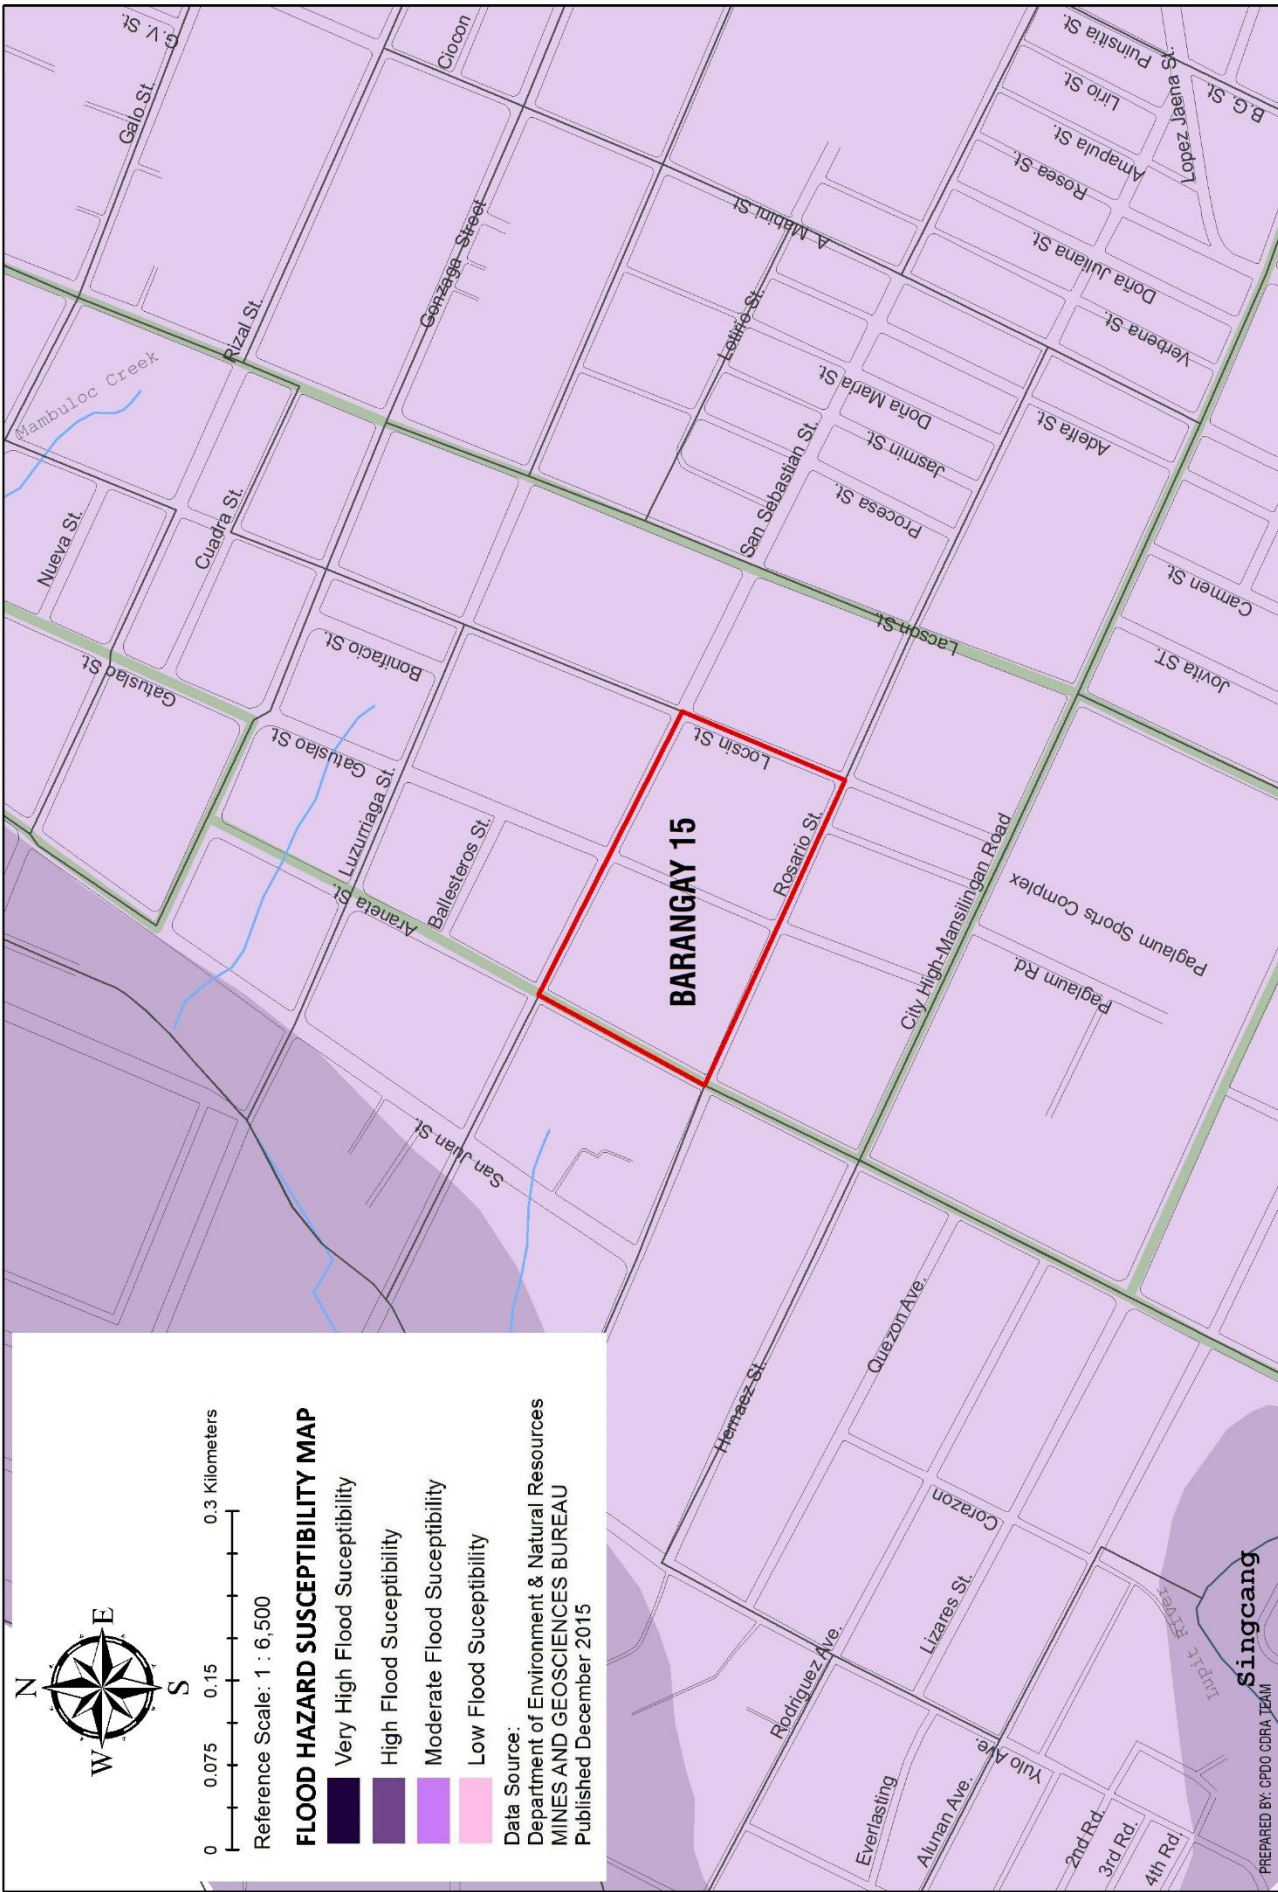 N
W
E
S
0
0.075
0.15
0.3 Kilometers
Reference Scale: 1 : 6,500
FLOOD HAZARD SUSCEPTIBILITY MAP
Very High Flood Suceptibility
High Flood Suceptibility
Moderate Flood Suceptibility
Low Flood Suceptibility
Data Source:
Department of Environment & Natural Resources
MINES AND GEOSCIENCES BUREAU
Published December 2015
BARANGAY 15
G.V. St.
Galo St.
Ciocon
Rizal St.
Gonzaga Street
Mambuloc Creek
Nueva St.
Cuadra St.
Gatuslao St.
Bonifacio St.
Gatuslao St.
Luzurriaga St.
Araneta St.
Ballesteros St.
San Juan St.
Locsin St.
Rosario St.
Lacson St.
San Sebastian St.
Lotirio St.
A. Mabini St
Procesa St.
Jasmin St.
Doña Maria St.
Adelfa St.
Verbena St.
Doña Juliana St.
Rosea St.
Amapula St.
Lirio St.
Puinsitia St.
Lopez Jaena St.
B.G. St.
Carmen St.
Jovita ST.
City High-Mansilingan Road
Paglaum Sports Complex
Paglaum Rd.
Hernaez St.
Quezon Ave.
Corazon
Lizares St.
Rodriguez Ave.
Yulo Ave.
Everlasting
Alunan Ave.
2nd Rd.
3rd Rd.
4th Rd.
Lupit River
Singcang
PREPARED BY: CPDO CDRA TEAM